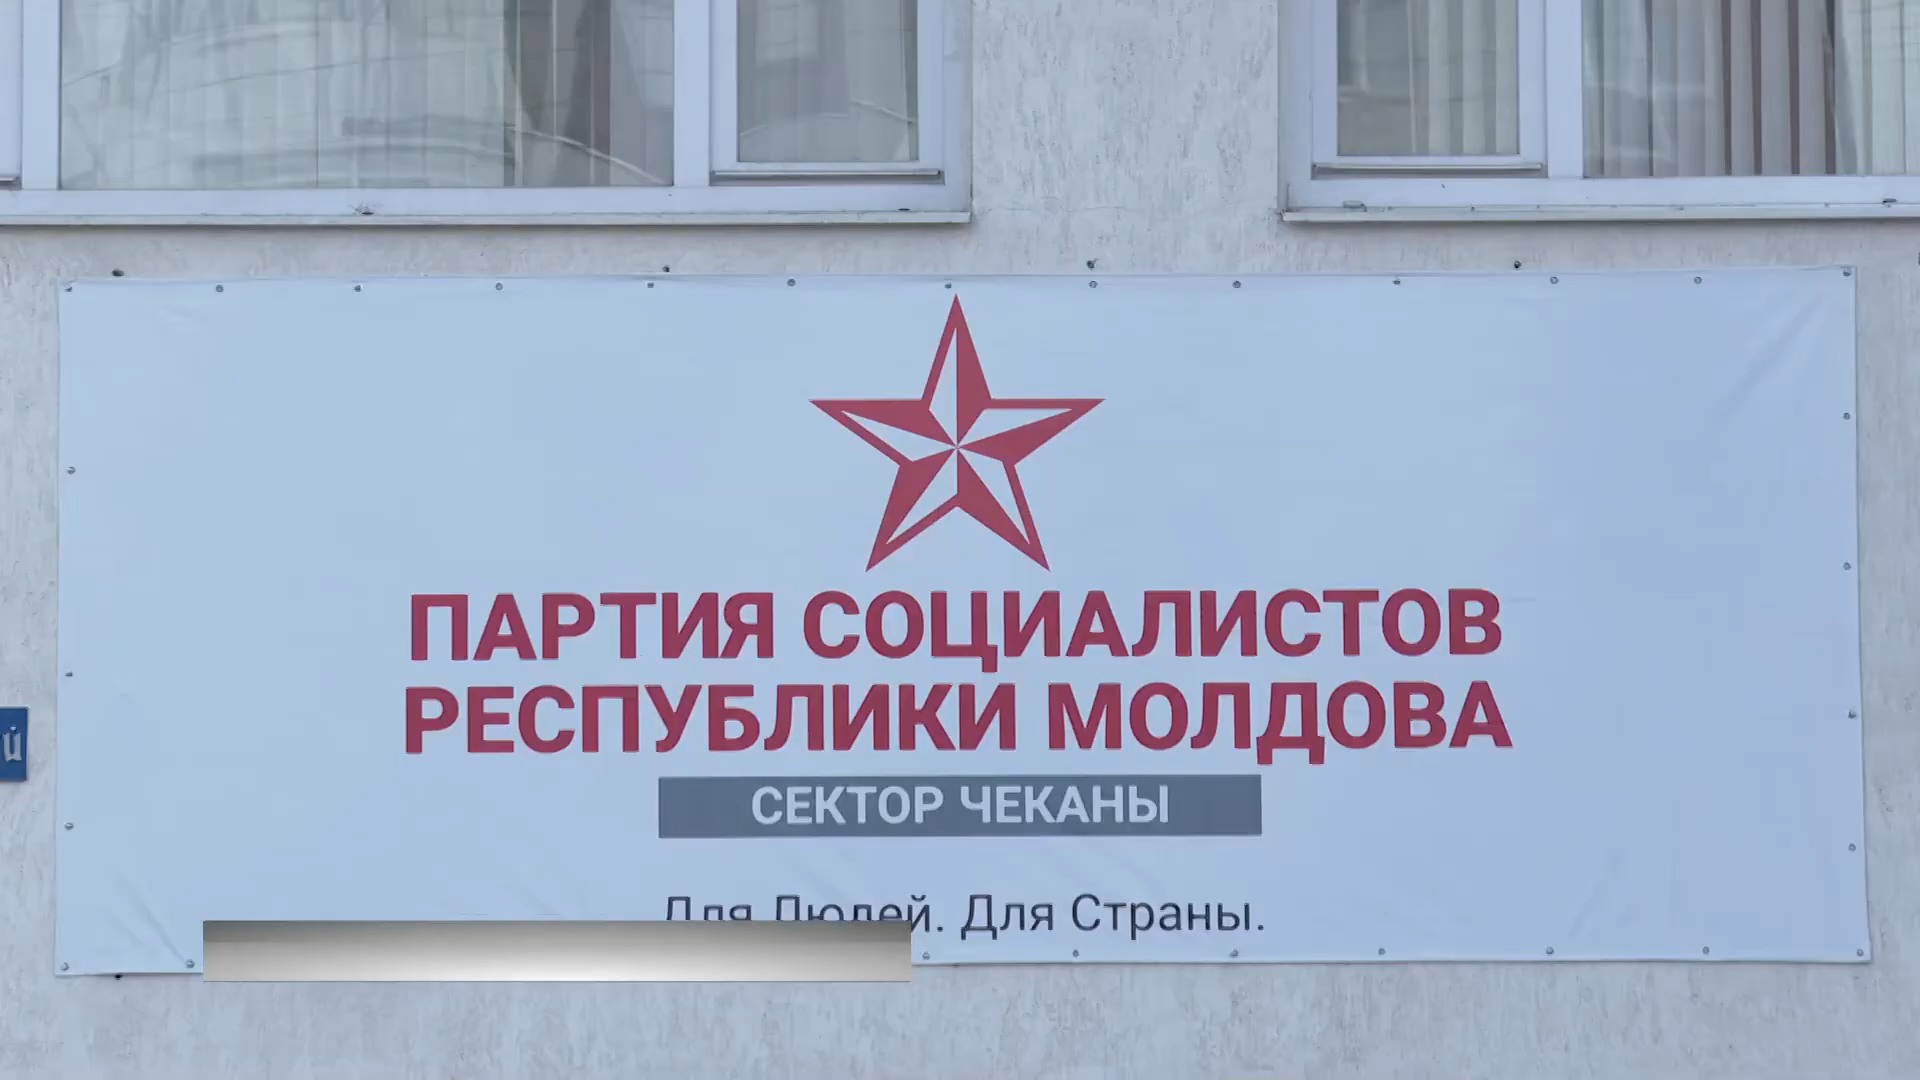 ПАРТИЯ СОЦИАЛИСТОВ
РЕСПУБЛИКИ МОЛДОВА
СЕКТОР ЧЕКАНЫ
Для Людей. Для Страны.